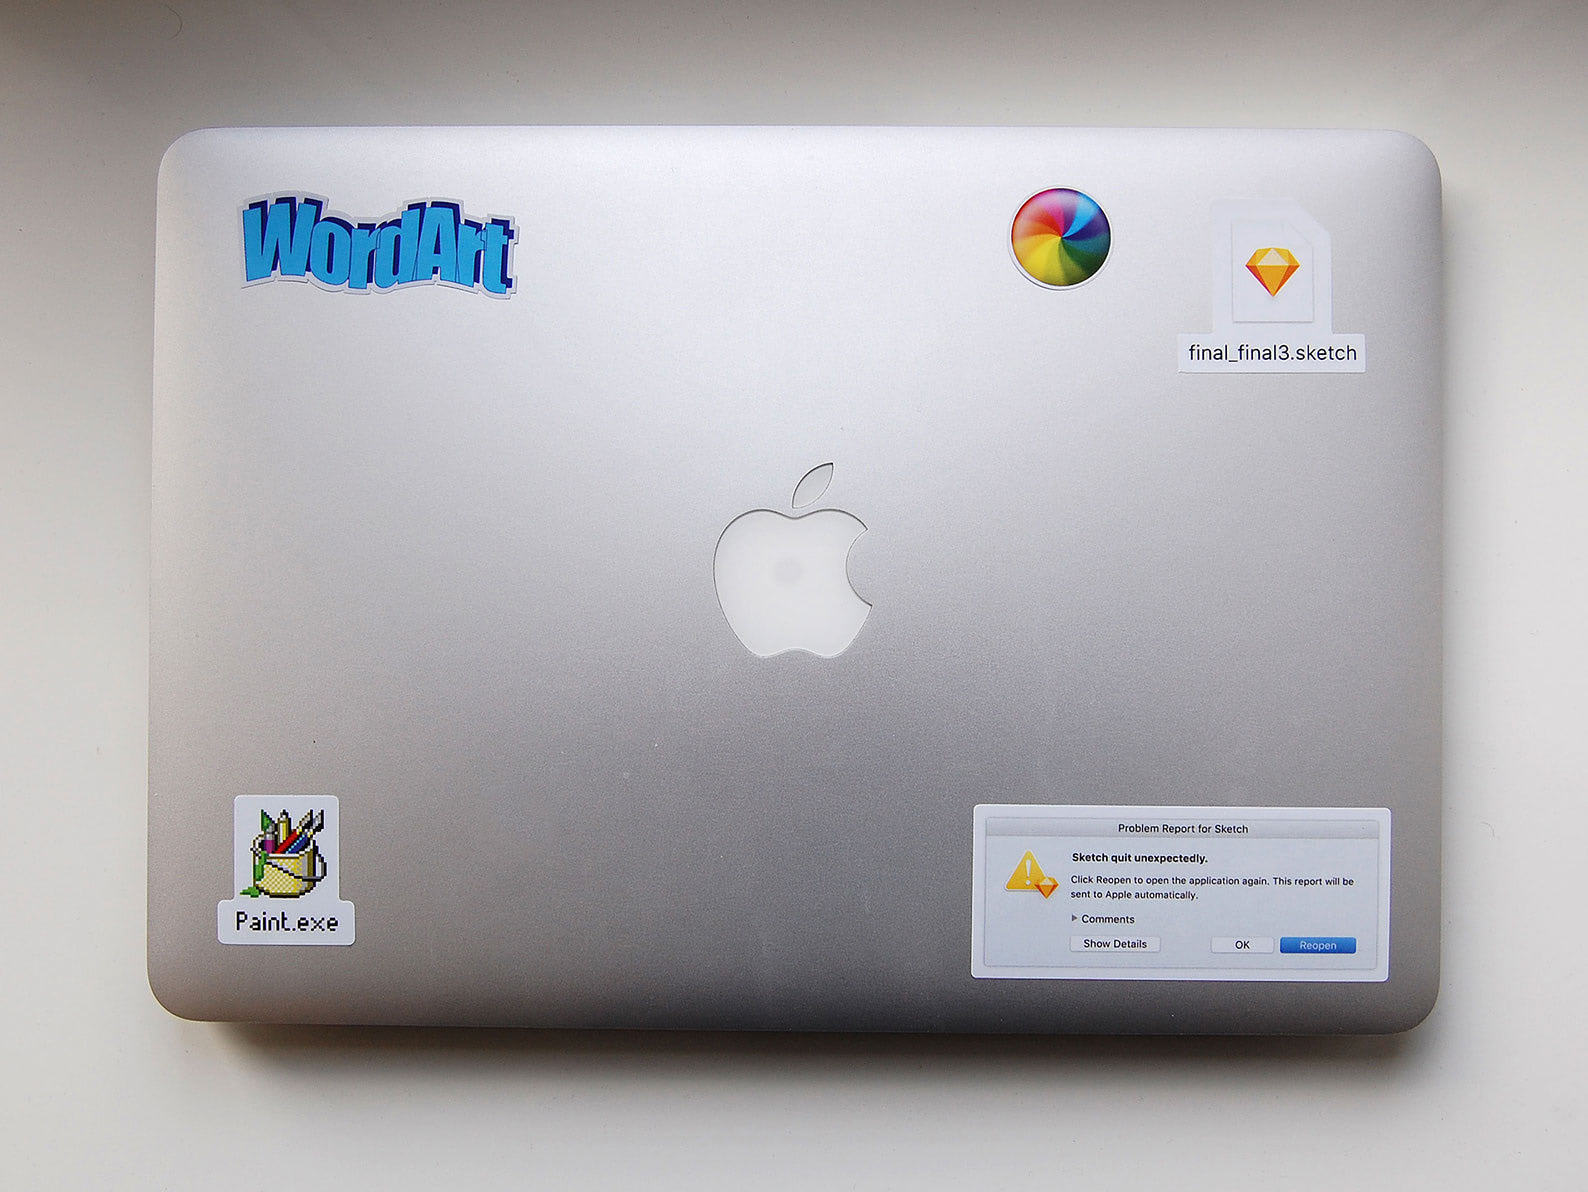 WordArt
final_final3.sketch
Paint.exe
Problem Report for Sketch
Sketch quit unexpectedly.
Click Reopen to open the application again. This report will be
sent to Apple automatically.
Comments
Show Details
OK
Reopen